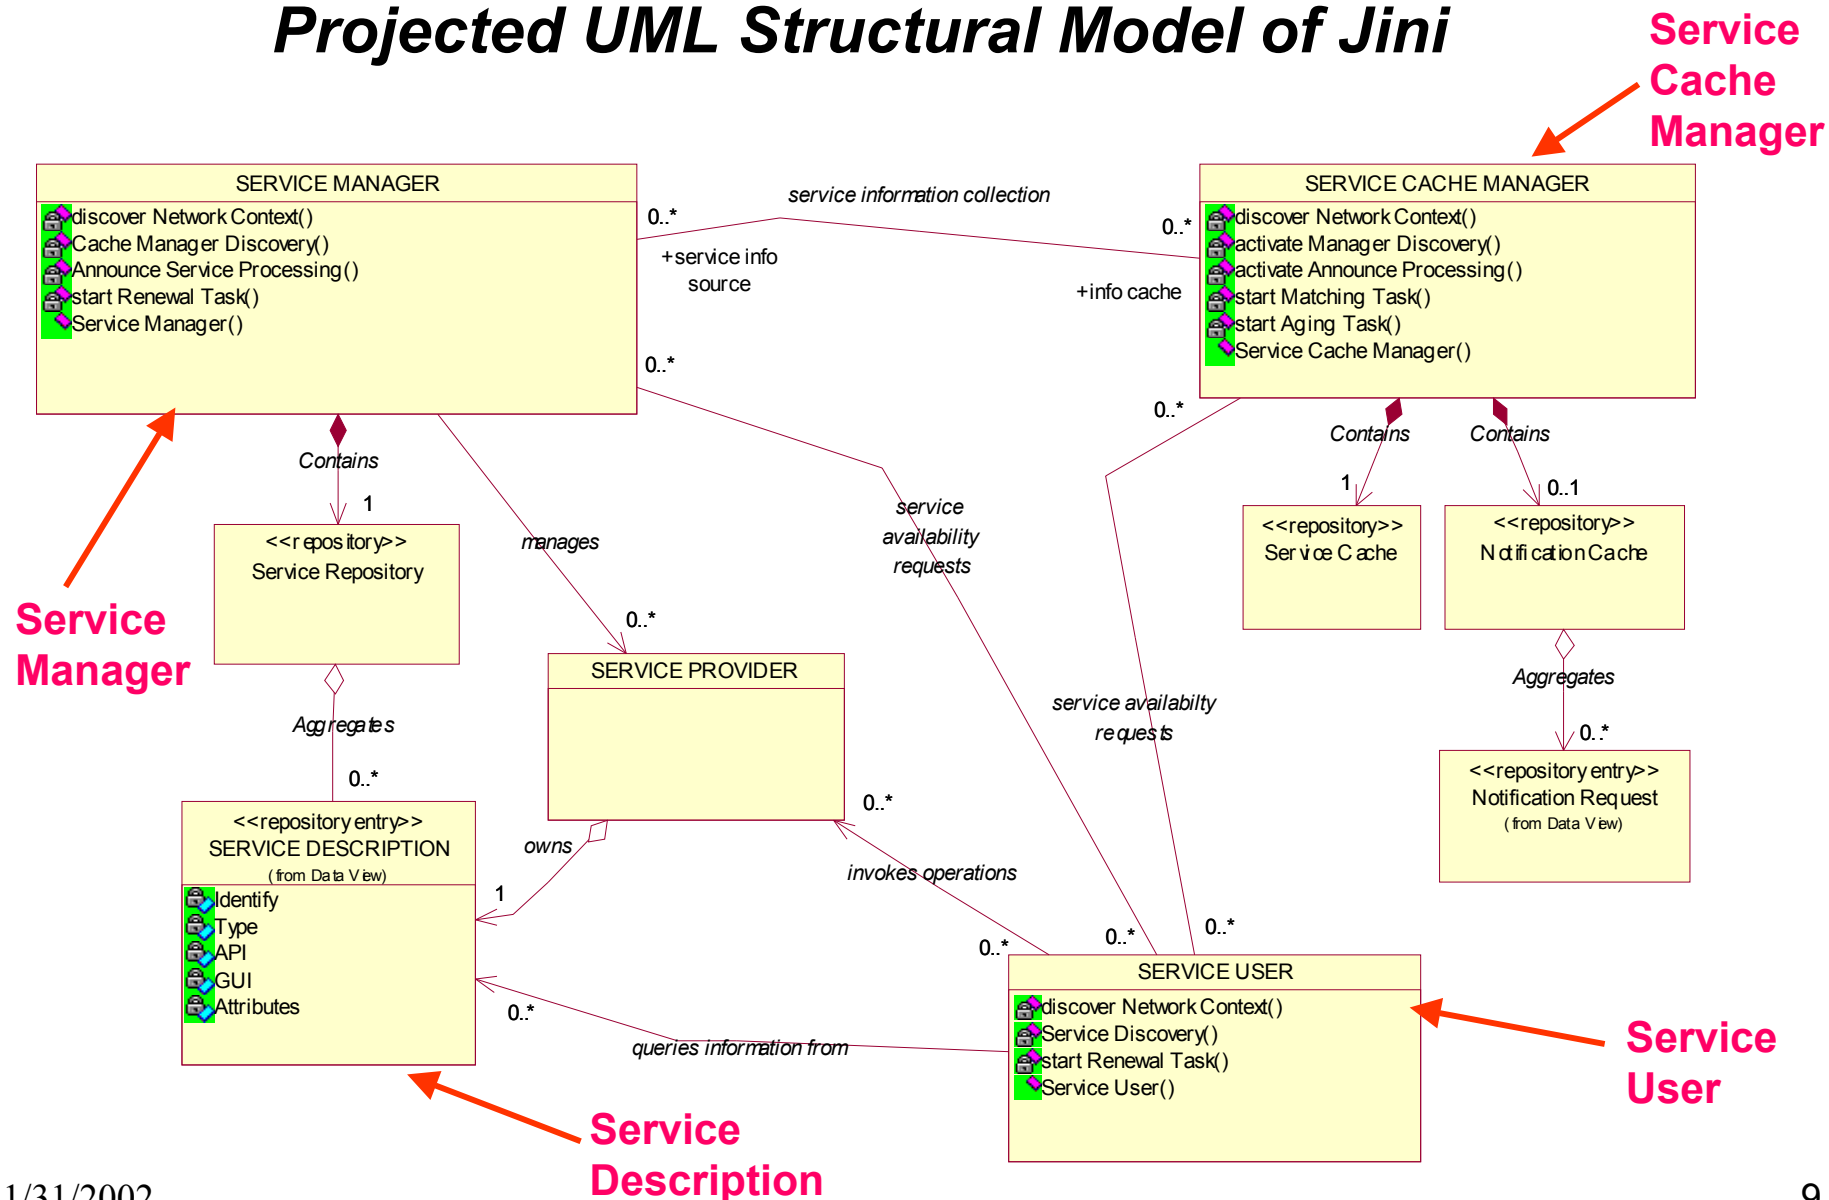 Projected UML Structural Model of Jini
Service
Cache
Manager
SERVICE MANAGER
discover Network Context()
Cache Manager Discovery()
Announce Service Processing()
start Renewal Task()
Service Manager()
0..*
+service info
source
service information collection
0..*
+info cache
SERVICE CACHE MANAGER
discover Network Context()
activate Manager Discovery()
activate Announce Processing()
start Matching Task()
start Aging Task()
Service Cache Manager()
0..*
0..*
Contains
1
Contains
1
Contains
0..1
<<repository>>
Service Repository
manages
0..*
service
availability
requests
<<repository>>
Service Cache
<<repository>>
Notification Cache
Service
Manager
SERVICE PROVIDER
Aggregates
0..*
service availabilty
requests
Aggregates
0..*
<<repository entry>>
Notification Request
(from Data View)
<<repository entry>>
SERVICE DESCRIPTION
(from Data View)
Identify
Type
API
GUI
Attributes
owns
1
0..*
invokes operations
0..*
0..*
0..*
0..*
queries information from
SERVICE USER
discover Network Context()
Service Discovery()
start Renewal Task()
Service User()
Service
User
Service
Description
1/31/2002
9